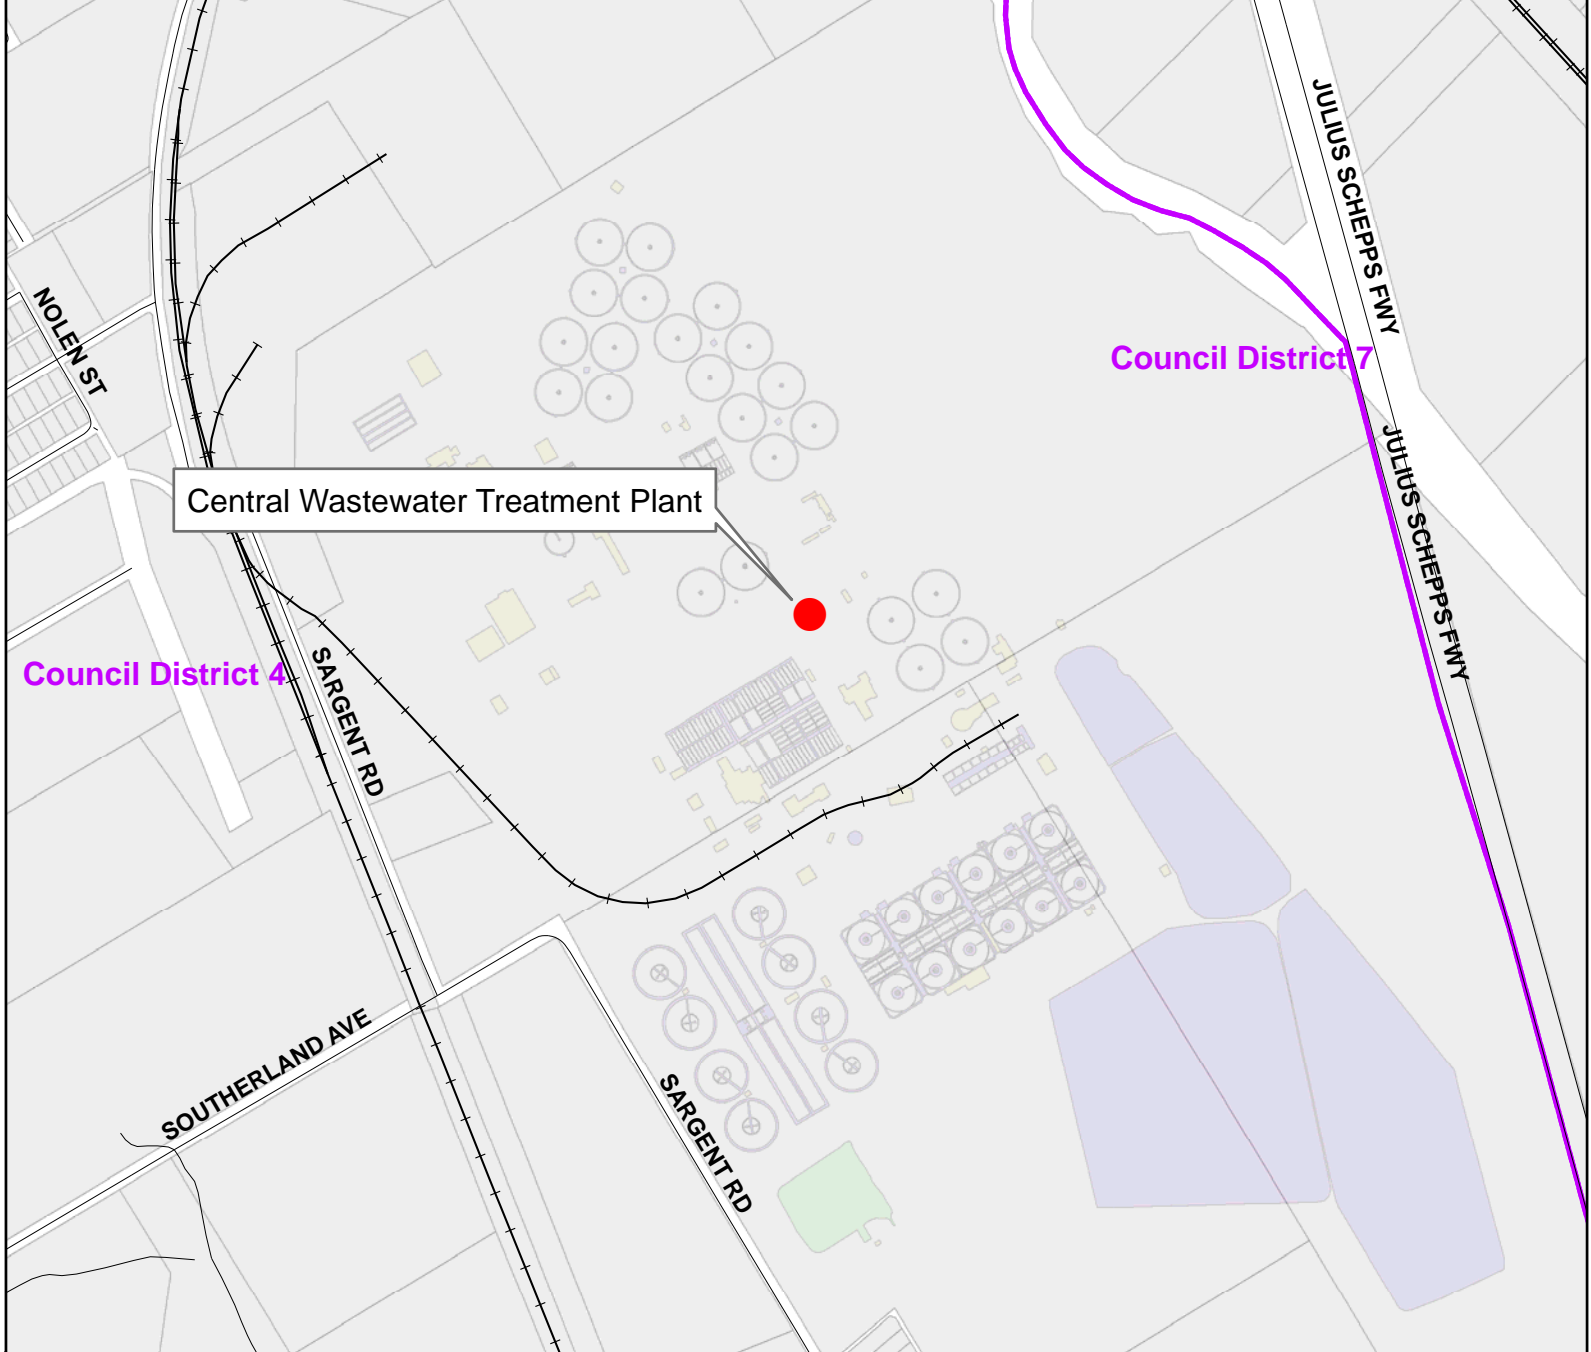 JULIUS SCHEPPS FWY
NOLEN ST
Council District 7
JULIUS SCHEPPS FWY
Central Wastewater Treatment Plant
Council District 4
SARGENT RD
SOUTHERLAND AVE
SARGENT RD